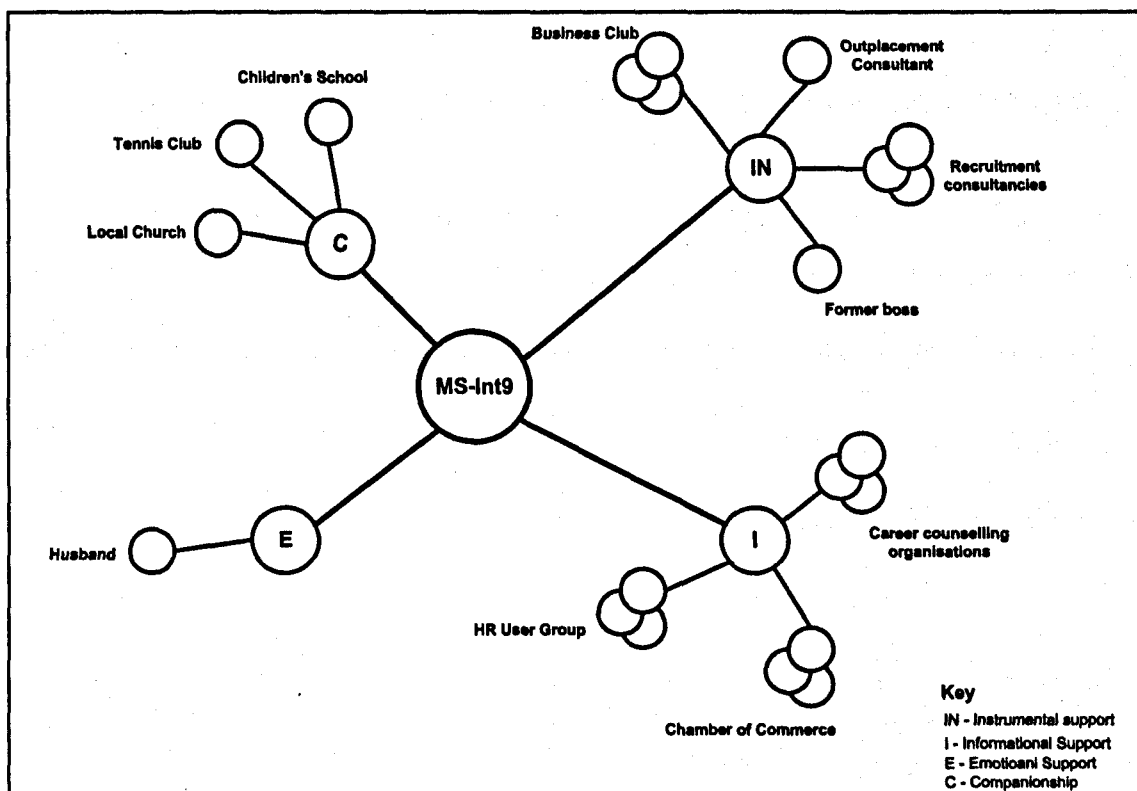 Business Club
Outplacement
Consultant
Children's School
Tennis Club
IN
Recruitment
consultancies
Local Church
C
Former boss
MS-Int9
Husband
E
I
Career counselling
organisations
HR User Group
Chamber of Commerce
Key
IN - Instrumental support
I - Informational Support
E - Emotioanl Support
C - Companionship